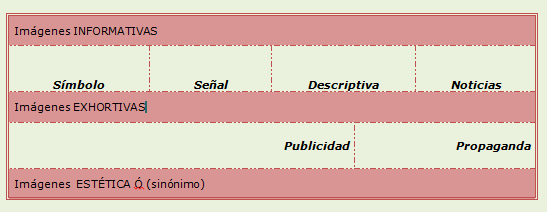 Imágenes INFORMATIVAS
Símbolo Señal Descriptiva Noticias
Imágenes EXHORTIVAS
Publicidad Propaganda
Imágenes ESTÉTICA Ó (sinónimo)